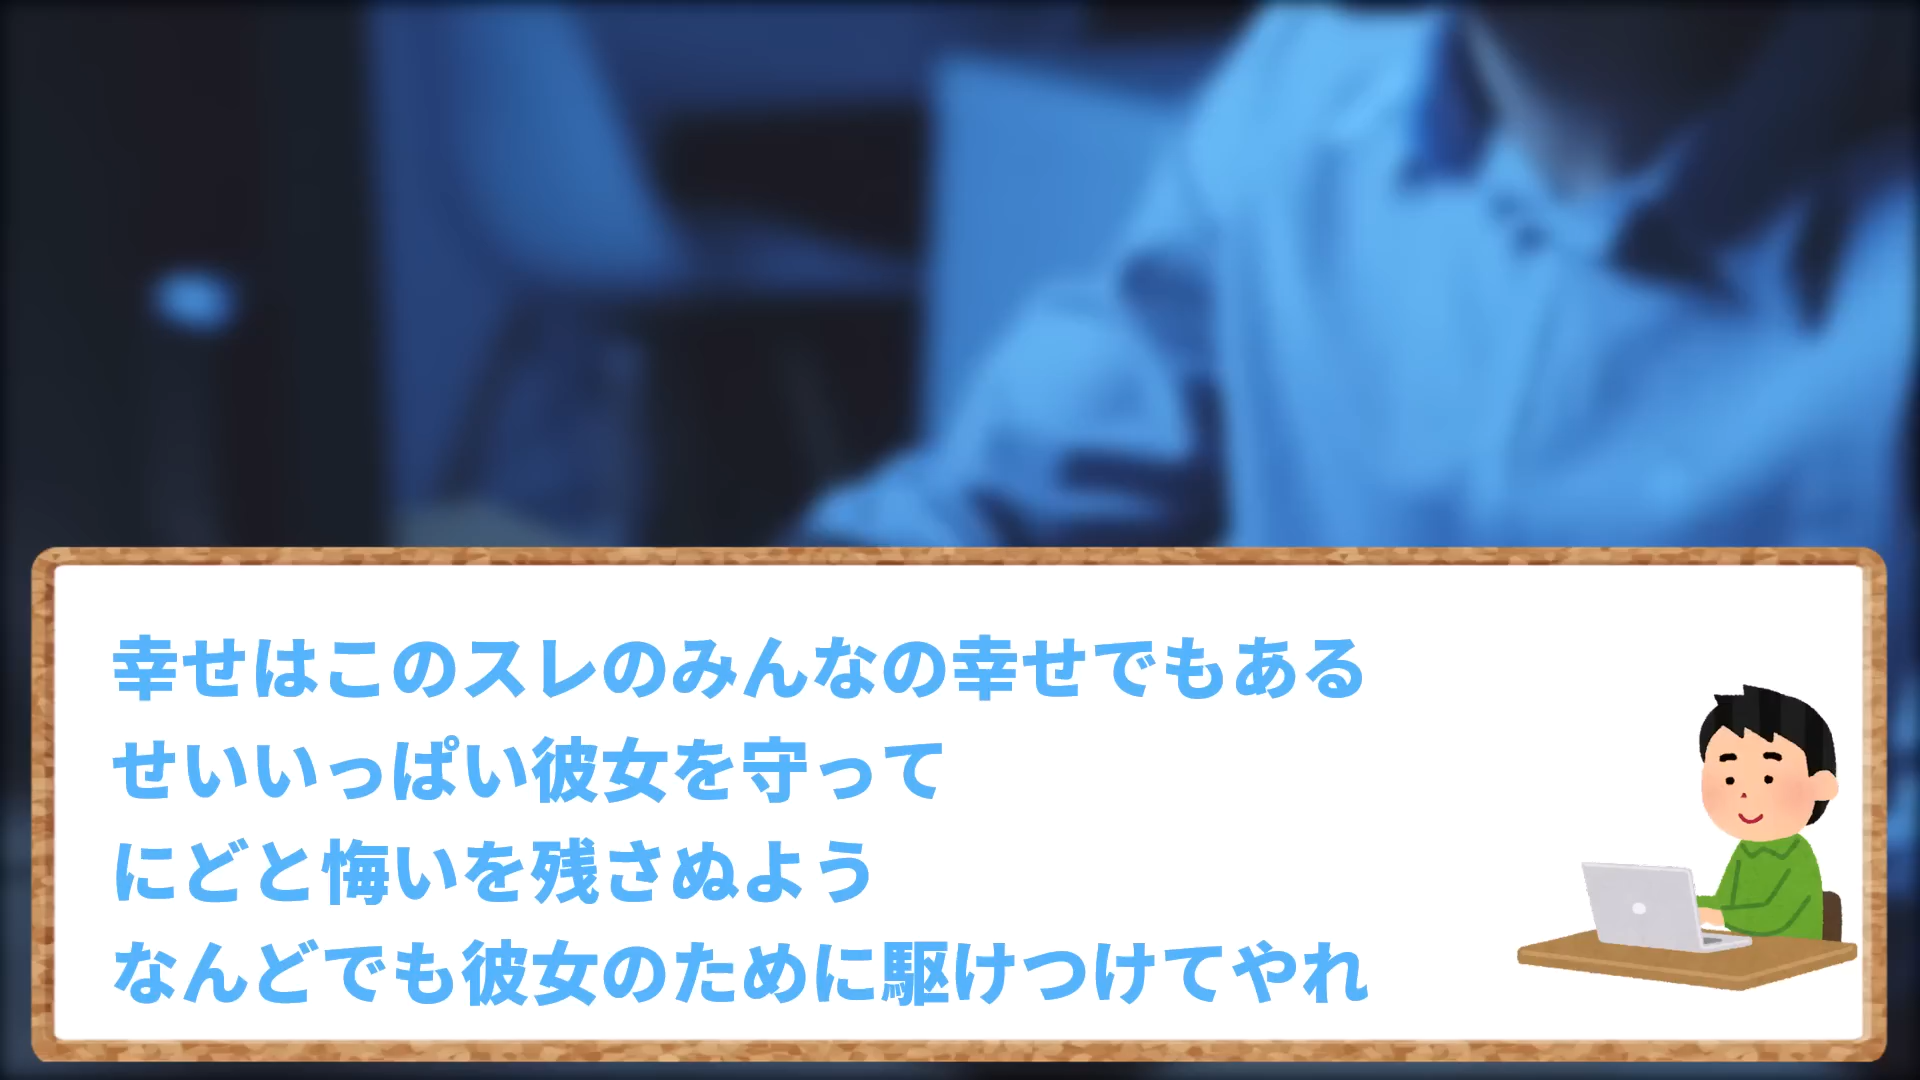 幸せはこのスレのみんなの幸せでもある
せいいっぱい彼女を守って
にどと悔いを残さぬよう
なんどでも彼女のために駆けつけてやれ